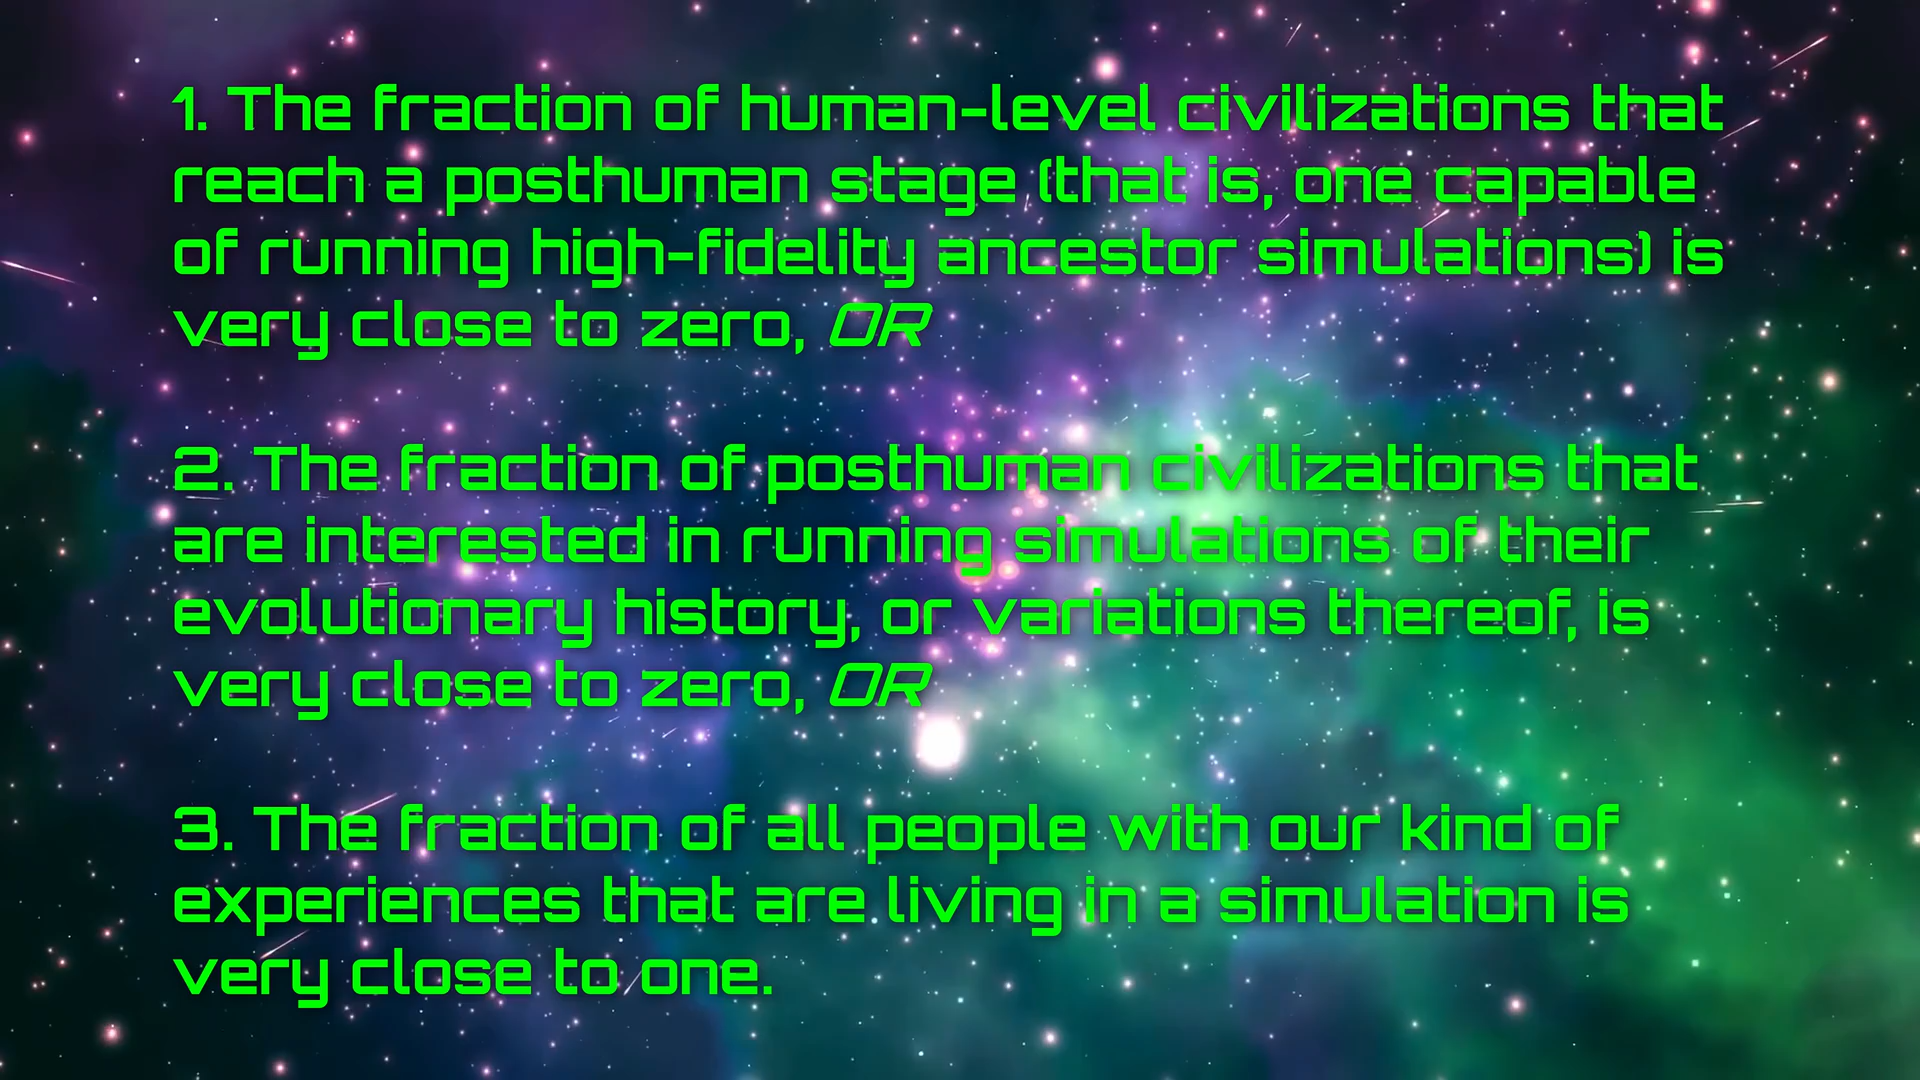 1. The fraction of human-level civilizations that
reach a posthuman stage (that is, one capable
of running high-fidelity ancestor simulations) is
very close to zero, OR
2. The fraction of posthuman civilizations that
are interested in running simulations of their
evolutionary history, or variations thereof, is
very close to zero, OR
3. The fraction of all people with our kind of
experiences that are living in a simulation is
very close to one.